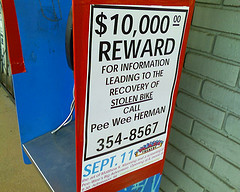 $10,000 00
REWARD
FOR INFORMATION
LEADING TO THE
RECOVERY OF
STOLEN BIKE
CALL
Pee Wee HERMAN
354-8567
SEPT. 11